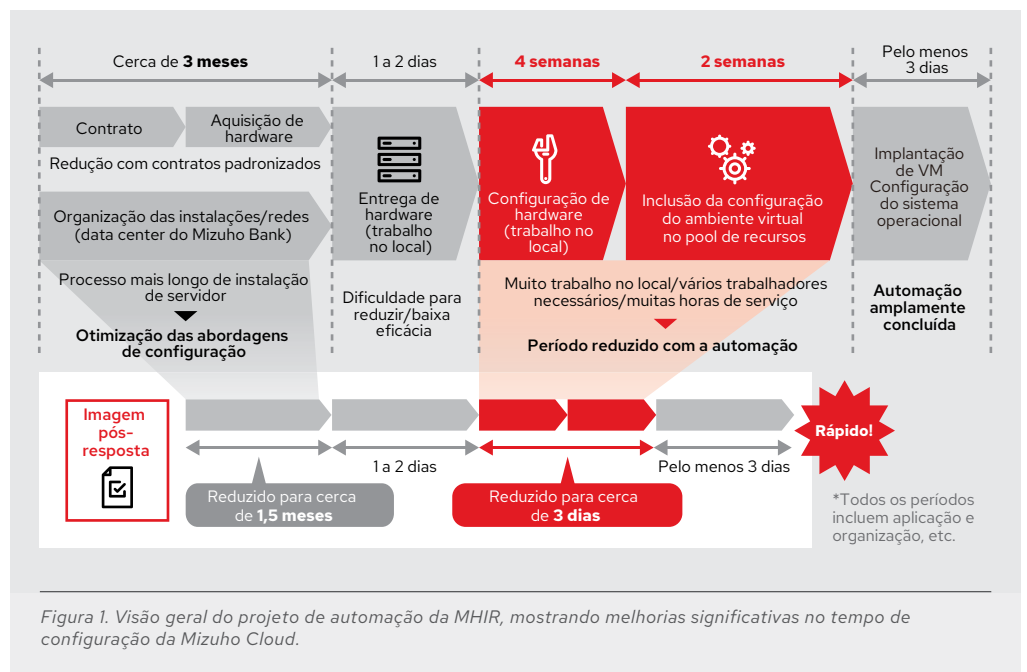 Cerca de 3 meses
1 a 2 dias
4 semanas
2 semanas
Pelo menos
3 dias
Contrato
Aquisição de
hardware
Redução com contratos padronizados
Organização das instalações/redes
(data center do Mizuho Bank)
Processo mais longo de instalação
de servidor
Otimização das abordagens
de configuração
Entrega de
hardware
(trabalho
no local)
Dificuldade para
reduzir/baixa
eficácia
Configuração de
hardware
(trabalho no
local)
Inclusão da configuração
do ambiente virtual
no pool de recursos
Muito trabalho no local/vários trabalhadores
necessários/muitas horas de serviço
Período reduzido com a automação
Implantação
de VM
Configuração
do sistema
operacional
Automação
amplamente
concluída
Imagem
pós-
resposta
1 a 2 dias
Pelo menos 3 dias
Reduzido para cerca
de 1,5 meses
Reduzido para cerca
de 3 dias
Rápido!
*Todos os períodos
incluem aplicação e
organização, etc.
Figura 1. Visão geral do projeto de automação da MHIR, mostrando melhorias significativas no tempo de
configuração da Mizuho Cloud.